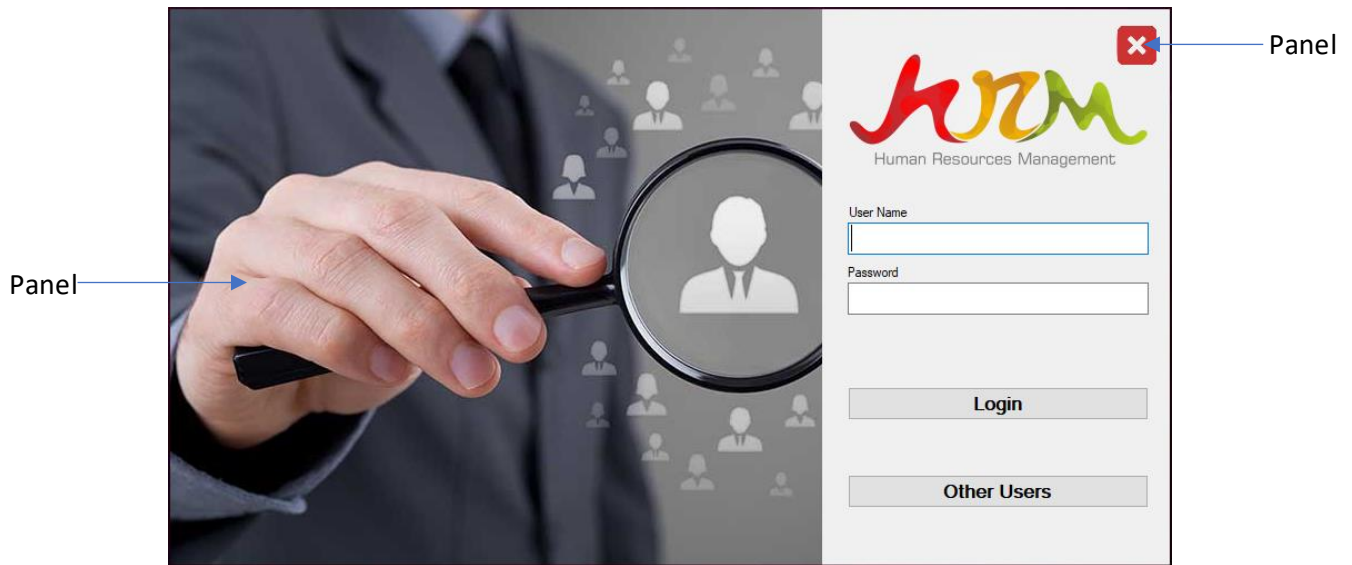 Panel
hrm
Human Resources Management
User Name
Panel
Password
Login
Other Users